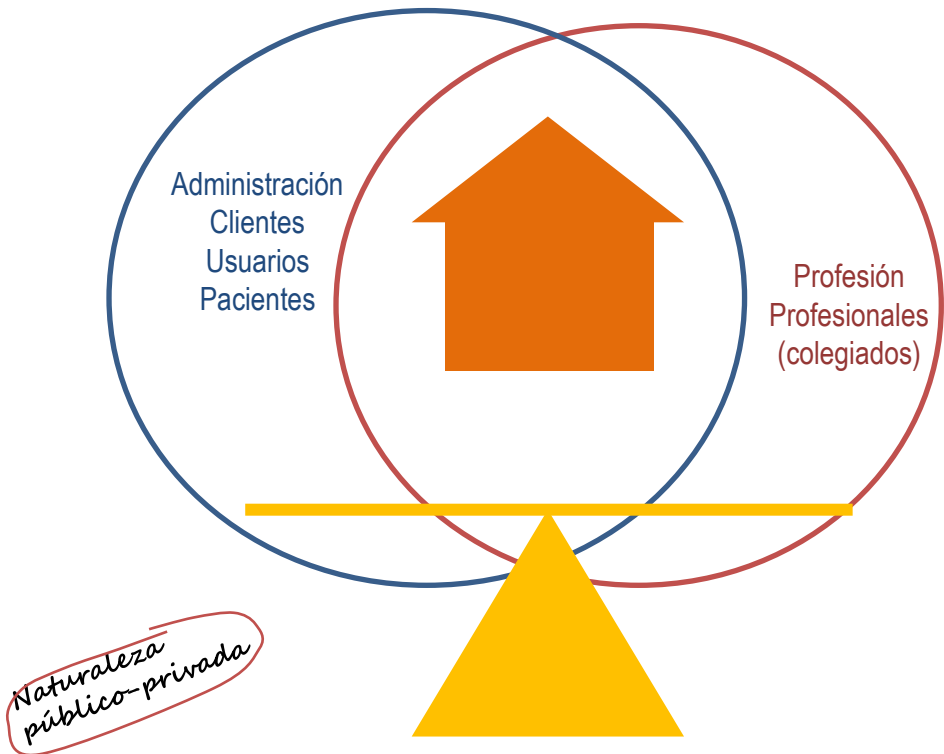 Administración
Clientes
Usuarios
Pacientes
Profesión
Profesionales
(colegiados)
Naturaleza
público-privada